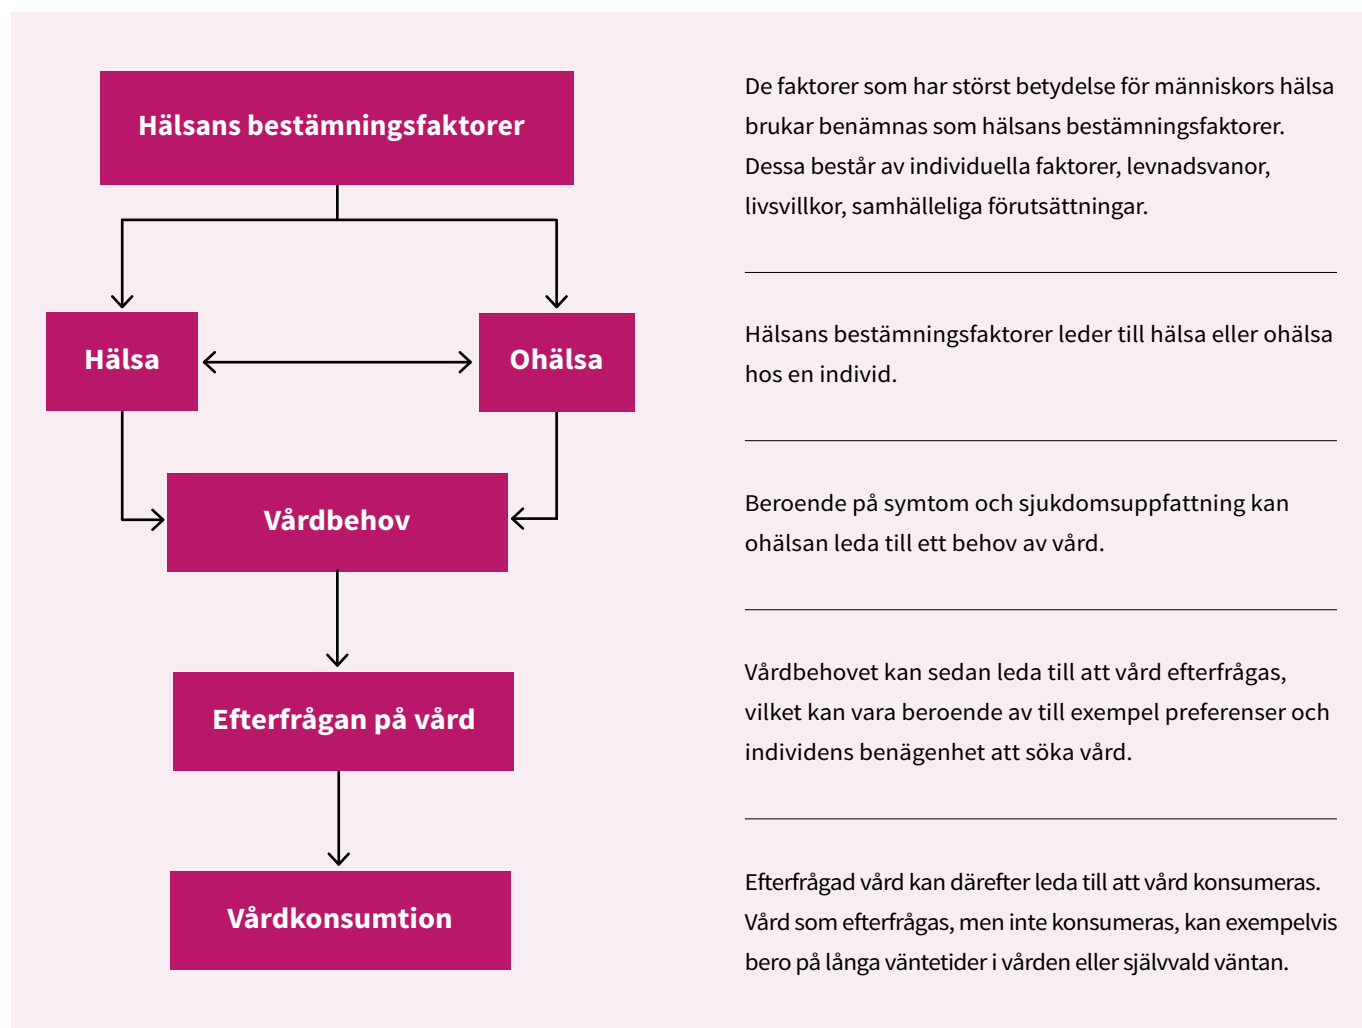 Hälsans bestämningsfaktorer
De faktorer som har störst betydelse för människors hälsa
brukar benämnas som hälsans bestämningsfaktorer.
Dessa består av individuella faktorer, levnadsvanor,
livsvillkor, samhälleliga förutsättningar.
Hälsa
Ohälsa
Hälsans bestämningsfaktorer leder till hälsa eller ohälsa
hos en individ.
Vårdbehov
Beroende på symtom och sjukdomsuppfattning kan
ohälsan leda till ett behov av vård.
Efterfrågan på vård
Vårdbehovet kan sedan leda till att vård efterfrågas,
vilket kan vara beroende av till exempel preferenser och
individens benägenhet att söka vård.
Vårdkonsumtion
Efterfrågad vård kan därefter leda till att vård konsumeras.
Vård som efterfrågas, men inte konsumeras, kan exempelvis
bero på långa väntetider i vården eller självvald väntan.